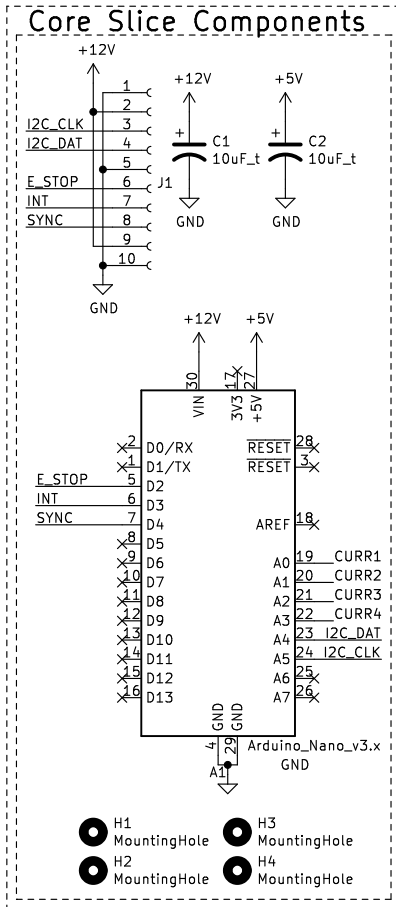 Core Slice Components
+12V
1
2
I2C_CLK 3
I2C_DAT 4
5
E_STOP 6 J1
INT 7
SYNC 8
9
10
GND
+12V
+ C1
10uF_t
GND
+5V
+ C2
10uF_t
GND
+12V +5V
30 17 27
VIN 3V3 +5V
2 D0/RX RESET 28
1 D1/TX RESET 3
E_STOP 5 D2
INT 6 D3
SYNC 7 D4 AREF 18
8 D5
9 D6 A0 19 CURR1
10 D7 A1 20 CURR2
11 D8 A2 21 CURR3
12 D9 A3 22 CURR4
13 D10 A4 23 I2C_DAT
14 D11 A5 24 I2C_CLK
15 D12 A6 25
16 D13 A7 26
GND GND
4 29 Arduino_Nano_v3.x
A1 GND
H1 H3
MountingHole MountingHole
H2 H4
MountingHole MountingHole